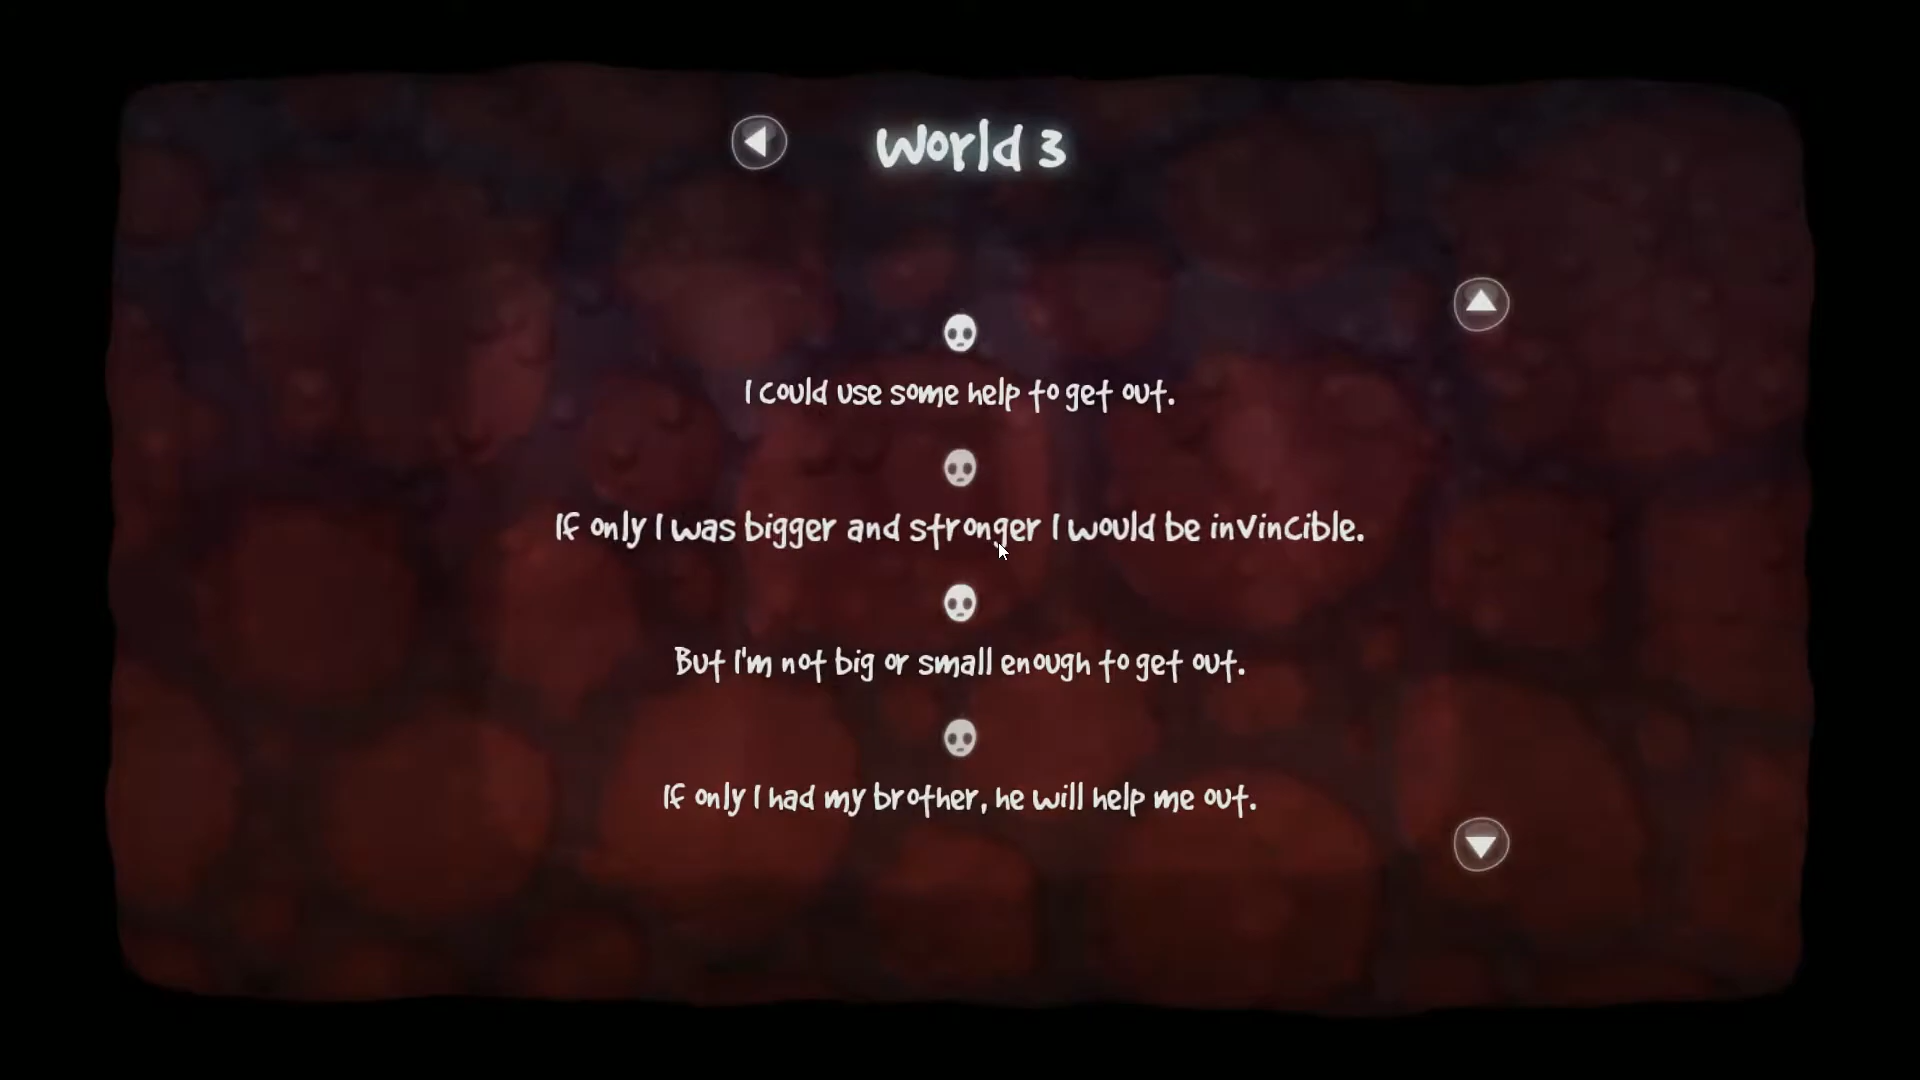 World 3
I could use some help to get out.
If only I was bigger and stronger I would be invincible.
But I'm not big or small enough to get out.
If only I had my brother, he will help me out.